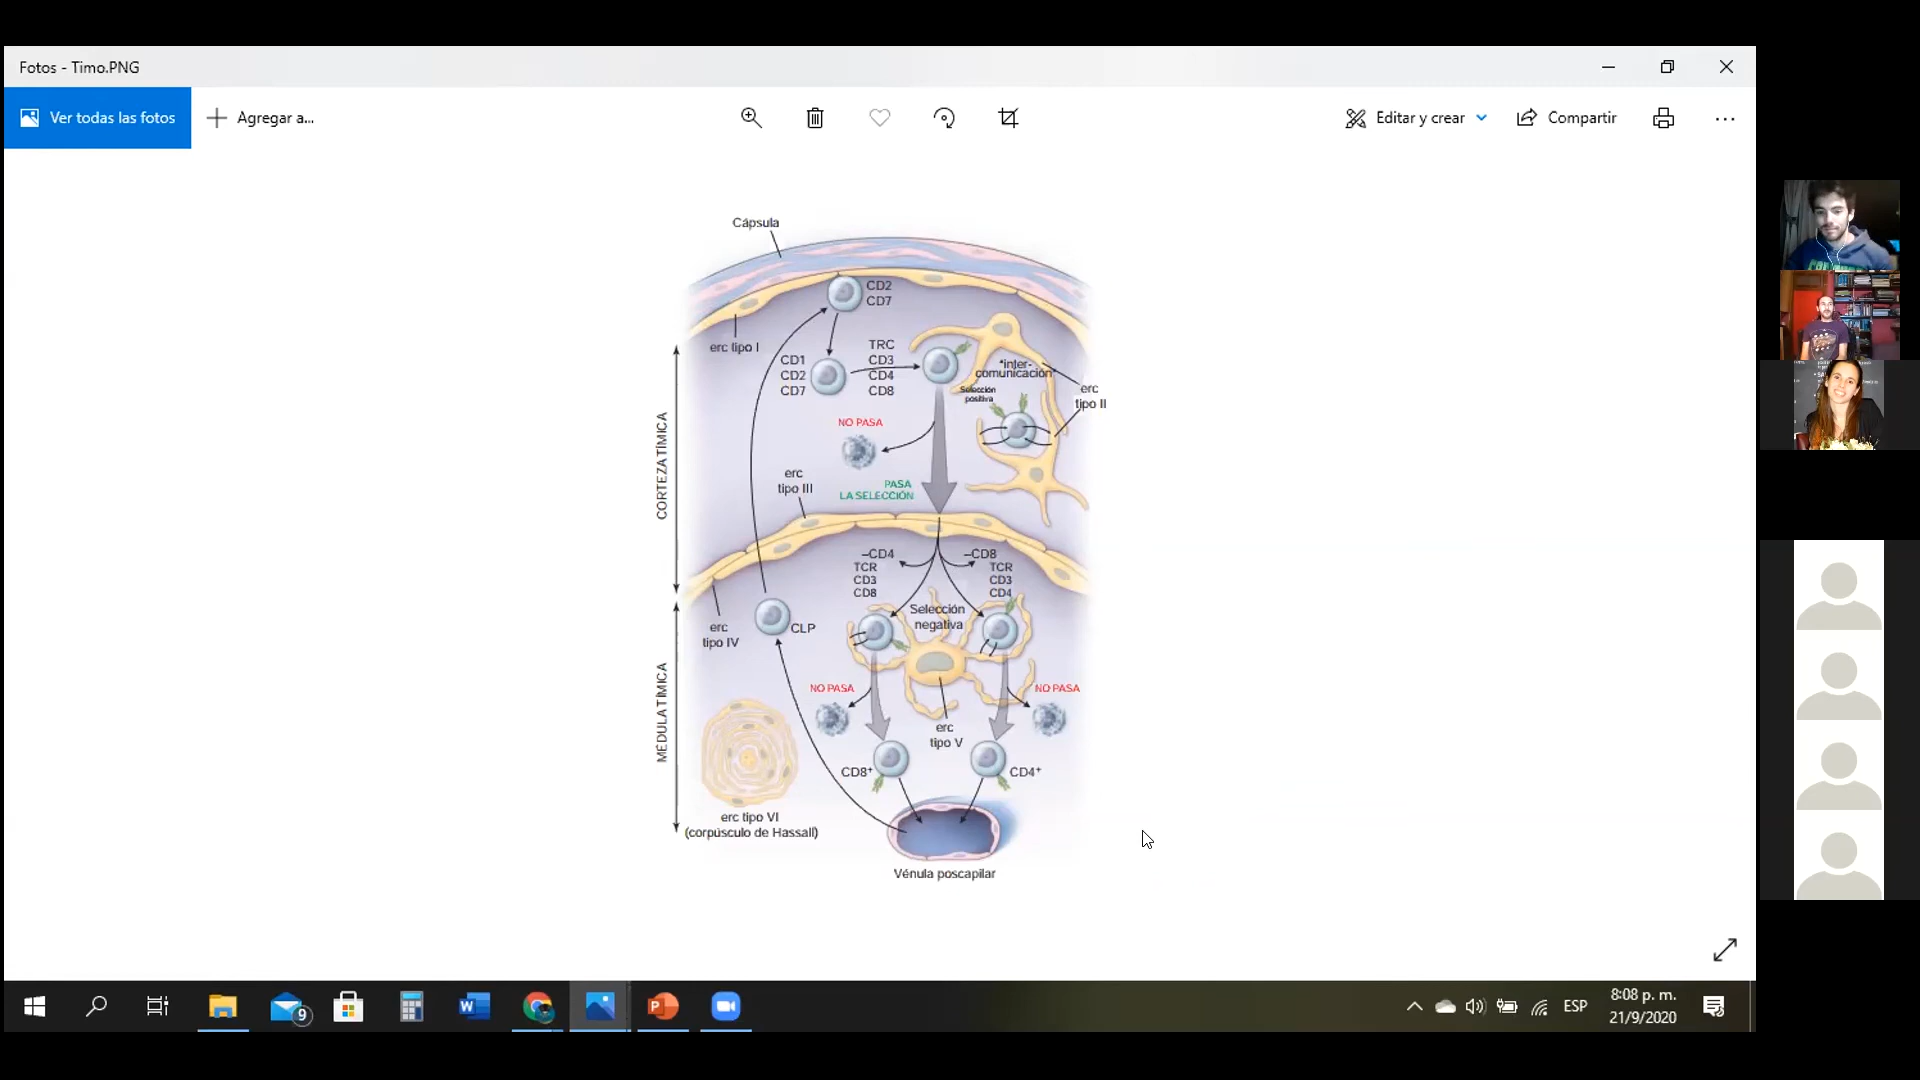 Fotos - Timo.PNG
Ver todas las fotos
Agregar a...
Editar y crear
Compartir
Cápsula
CD2
CD7
erc tipo I
CD1
CD2
CD7
TRC
CD3
CD4
CD8
"inter-
comunicación"
Selección
positiva
erc
tipo II
NO PASA
erc
tipo III
PASA
LA SELECCIÓN
CORTEZA TÍMICA
–CD4
TCR
CD3
CD8
–CD8
TCR
CD3
CD4
Selección
negativa
erc
tipo IV
CLP
MÉDULA TÍMICA
NO PASA
NO PASA
erc
tipo V
CD8+
CD4+
erc tipo VI
(corpúsculo de Hassall)
Vénula poscapilar
9
ESP
8:08 p. m.
21/9/2020